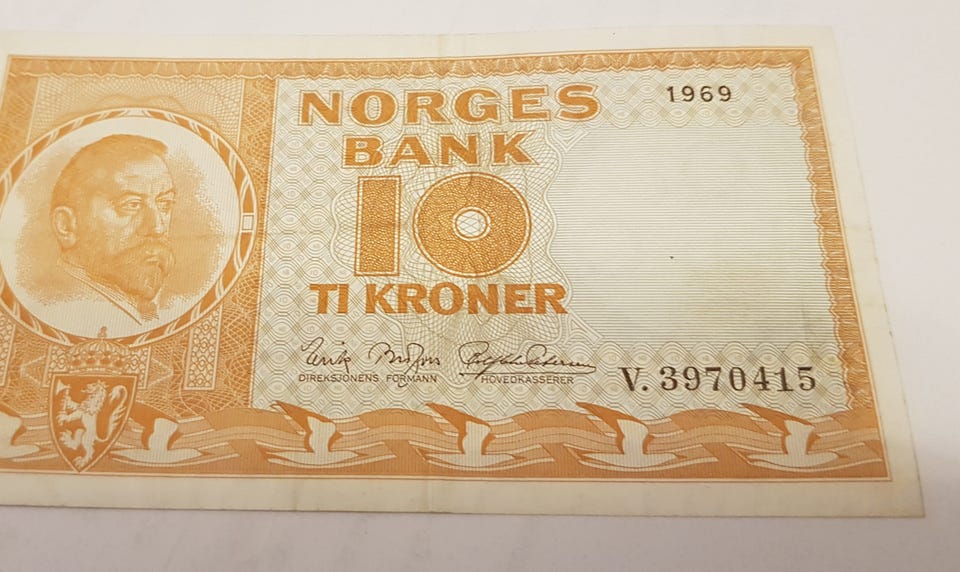 NORGES
1969
BANK
10
TI KRONER
DIREKSJONENS FORMANN
HOVEDKASSERER
V. 3970415